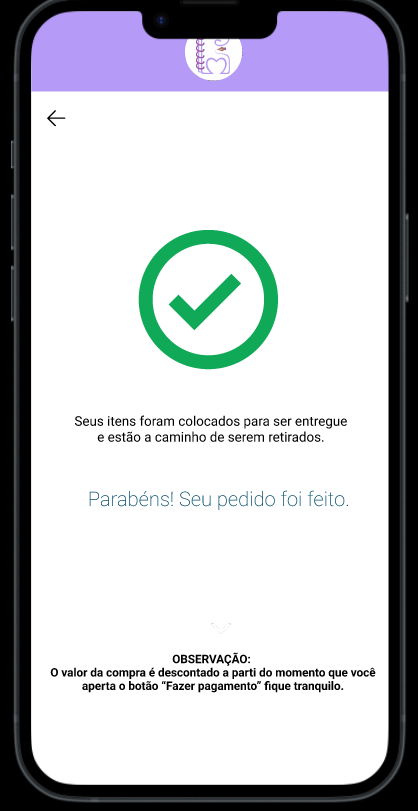 Seus itens foram colocados para ser entregue
e estão a caminho de serem retirados.
Parabéns! Seu pedido foi feito.
OBSERVAÇÃO:
O valor da compra é descontado a parti do momento que você
aperta o botão “Fazer pagamento” fique tranquilo.